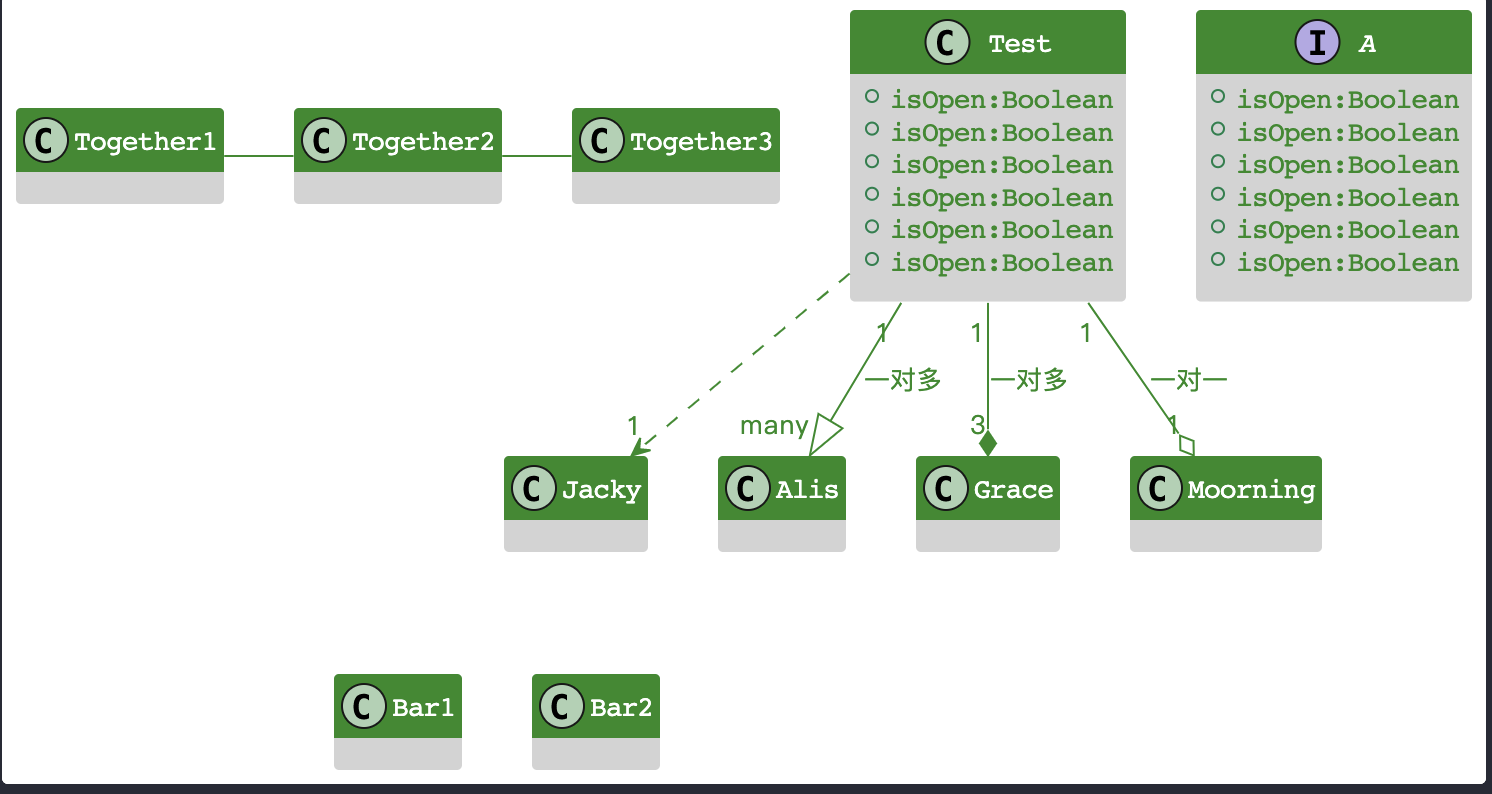 C Test
I A
isOpen:Boolean
isOpen:Boolean
isOpen:Boolean
isOpen:Boolean
isOpen:Boolean
isOpen:Boolean
isOpen:Boolean
isOpen:Boolean
isOpen:Boolean
isOpen:Boolean
isOpen:Boolean
isOpen:Boolean
C Together1
C Together2
C Together3
1
1
1
一对多
一对多
一对一
1
many
3
1
C Jacky
C Alis
C Grace
C Moorning
C Bar1
C Bar2